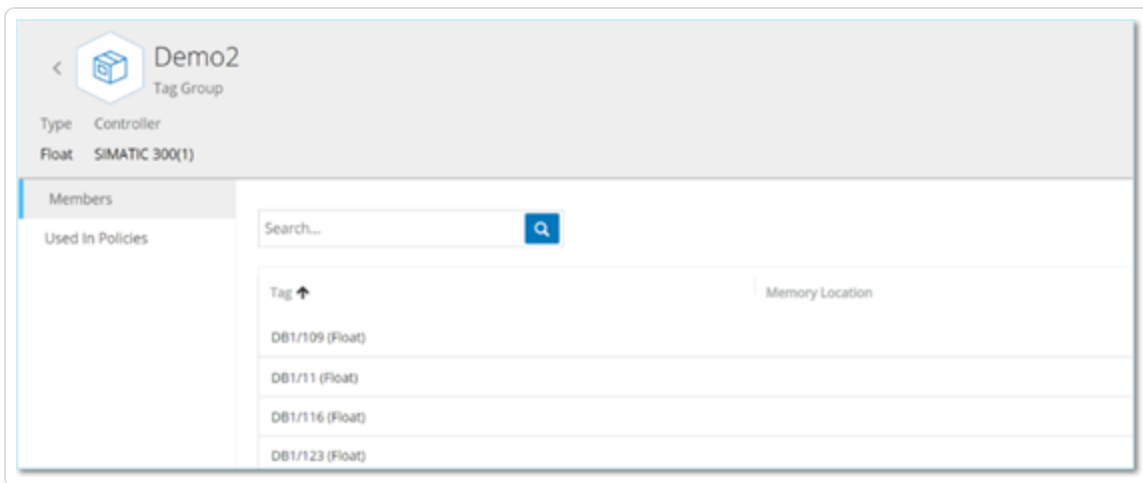 Demo2
Tag Group
Type Controller
Float SIMATIC 300(1)
Members
Used In Policies
Search...
Tag Memory Location
DB1/109 (Float)
DB1/11 (Float)
DB1/116 (Float)
DB1/123 (Float)